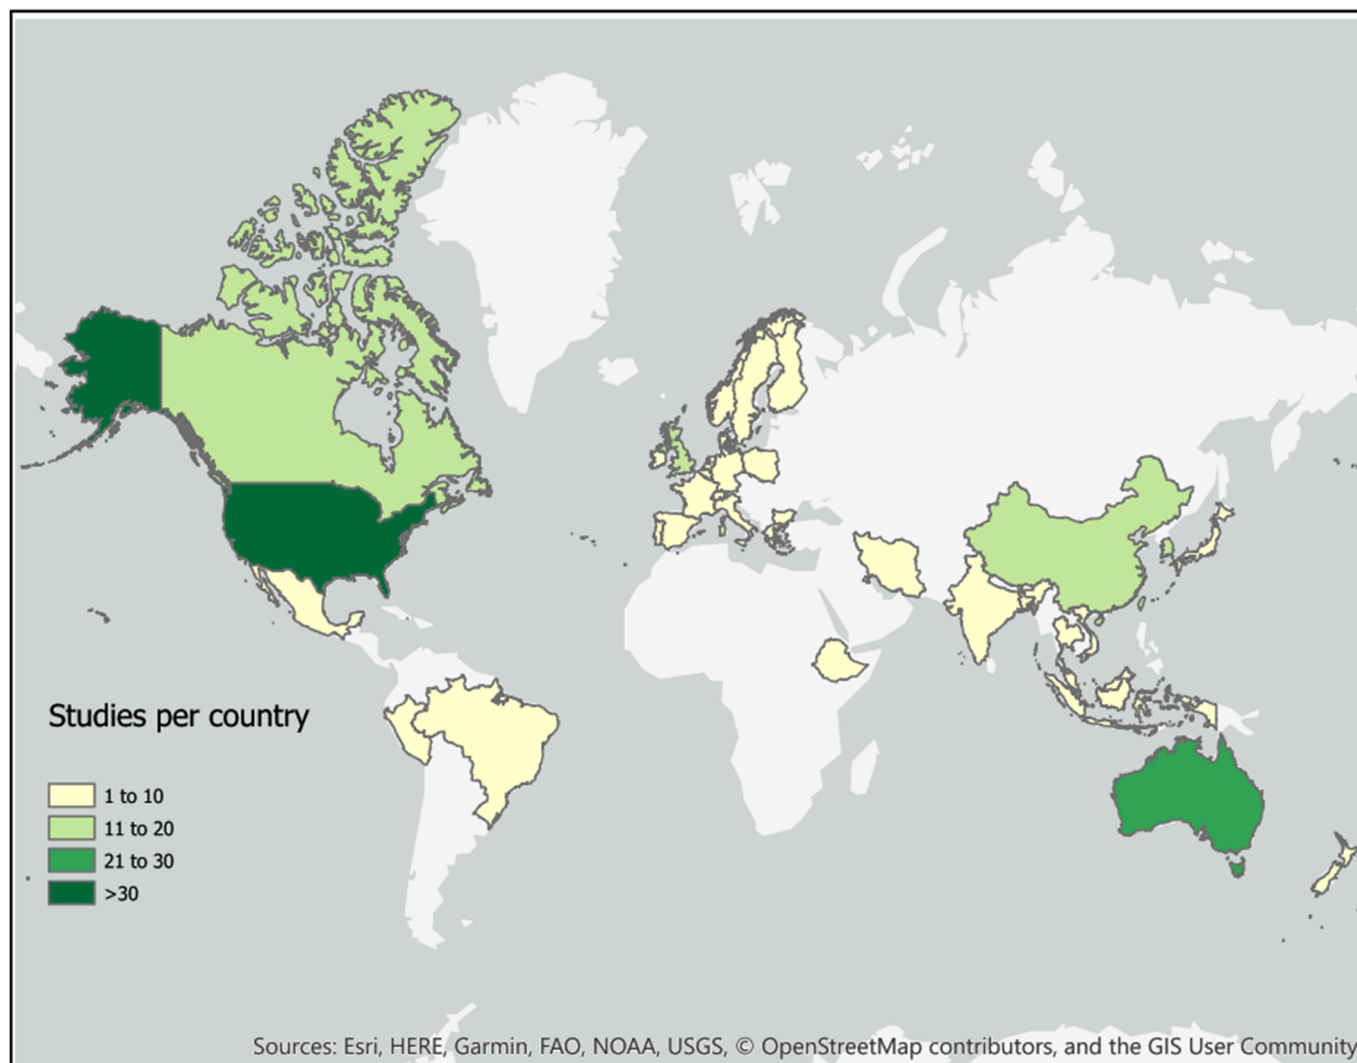 Studies per country
1 to 10
11 to 20
21 to 30
>30
Sources: Esri, HERE, Garmin, FAO, NOAA, USGS, © OpenStreetMap contributors, and the GIS User Community